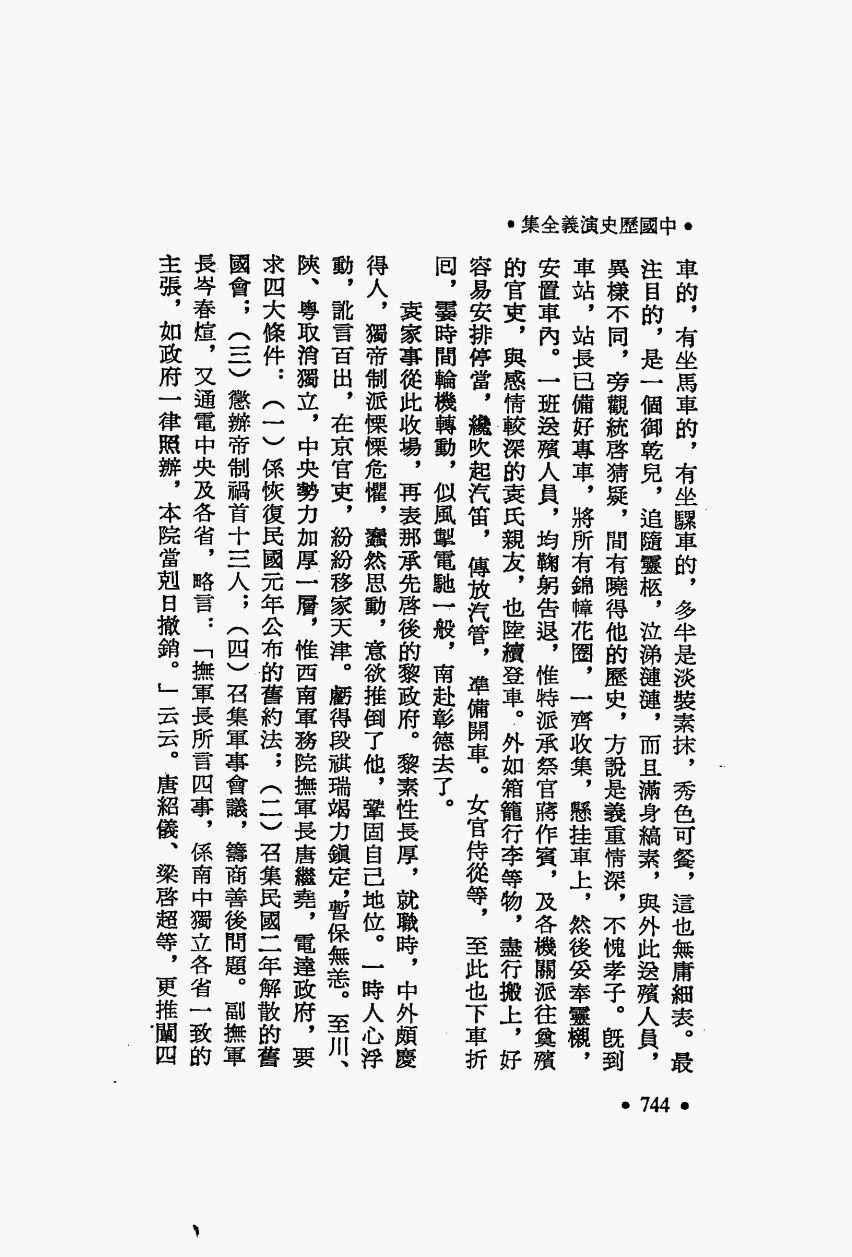 •中國歷史演義全集•
車的，有坐馬車的，有坐騾車的，多半是淡裝素抹，秀色可餐，這也無庸細表。最
注目的，是一個御乾兒，追隨靈柩，泣涕漣漣，而且滿身縞素，與外此送殯人員，
異樣不同，旁觀統啓猜疑，間有曉得他的歷史，方說是義重情深，不愧孝子。旣到
車站，站長已備好專車，將所有錦幛花圈，一齊收集，懸挂車上，然後妥奉靈櫬，
安置車內。一班送殯人員，均鞠躬告退，惟特派承祭官蔣作賓，及各機關派往奠殯
的官吏，與感情較深的袁氏親友，也陸續登車。外如箱籠行李等物，盡行搬上，好
容易安排停當，纔吹起汽笛，傳放汽管，準備開車。女官侍從等，至此也下車折
囘，霎時間輪機轉動，似風掣電馳一般，南赴彰德去了。
袁家事從此收場，再表那承先啓後的黎政府。黎素性長厚，就職時，中外頗慶
得人，獨帝制派慄慄危懼，蠢然思動，意欲推倒了他，鞏固自己地位。一時人心浮
動，訛言百出，在京官吏，紛紛移家天津。虧得段祺瑞竭力鎭定，暫保無恙。至川、
陝、粵取消獨立，中央勢力加厚一層，惟西南軍務院撫軍長唐繼堯，電達政府，要
求四大條件：（一）係恢復民國元年公布的舊約法；（二）召集民國二年解散的舊
國會；（三）懲辦帝制禍首十三人；（四）召集軍事會議，籌商善後問題。副撫軍
長岑春煊，又通電中央及各省，略言：「撫軍長所言四事，係南中獨立各省一致的
主張，如政府一律照辦，本院當剋日撤銷。」云云。唐紹儀、梁啓超等，更推闡四
•744•